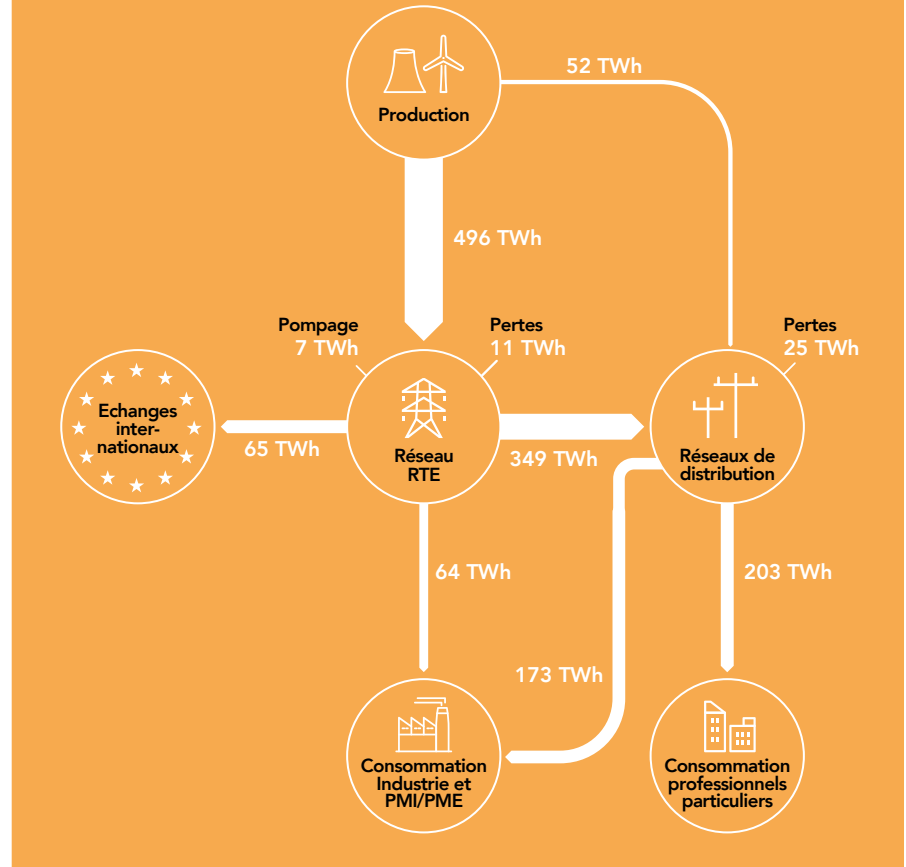 52 TWh
Production
496 TWh
Pompage
7 TWh
Pertes
11 TWh
Pertes
25 TWh
Echanges
inter-
nationaux
65 TWh
Réseau
RTE
349 TWh
Réseaux de
distribution
64 TWh
203 TWh
173 TWh
Consommation
Industrie et
PMI/PME
Consommation
professionnels
particuliers